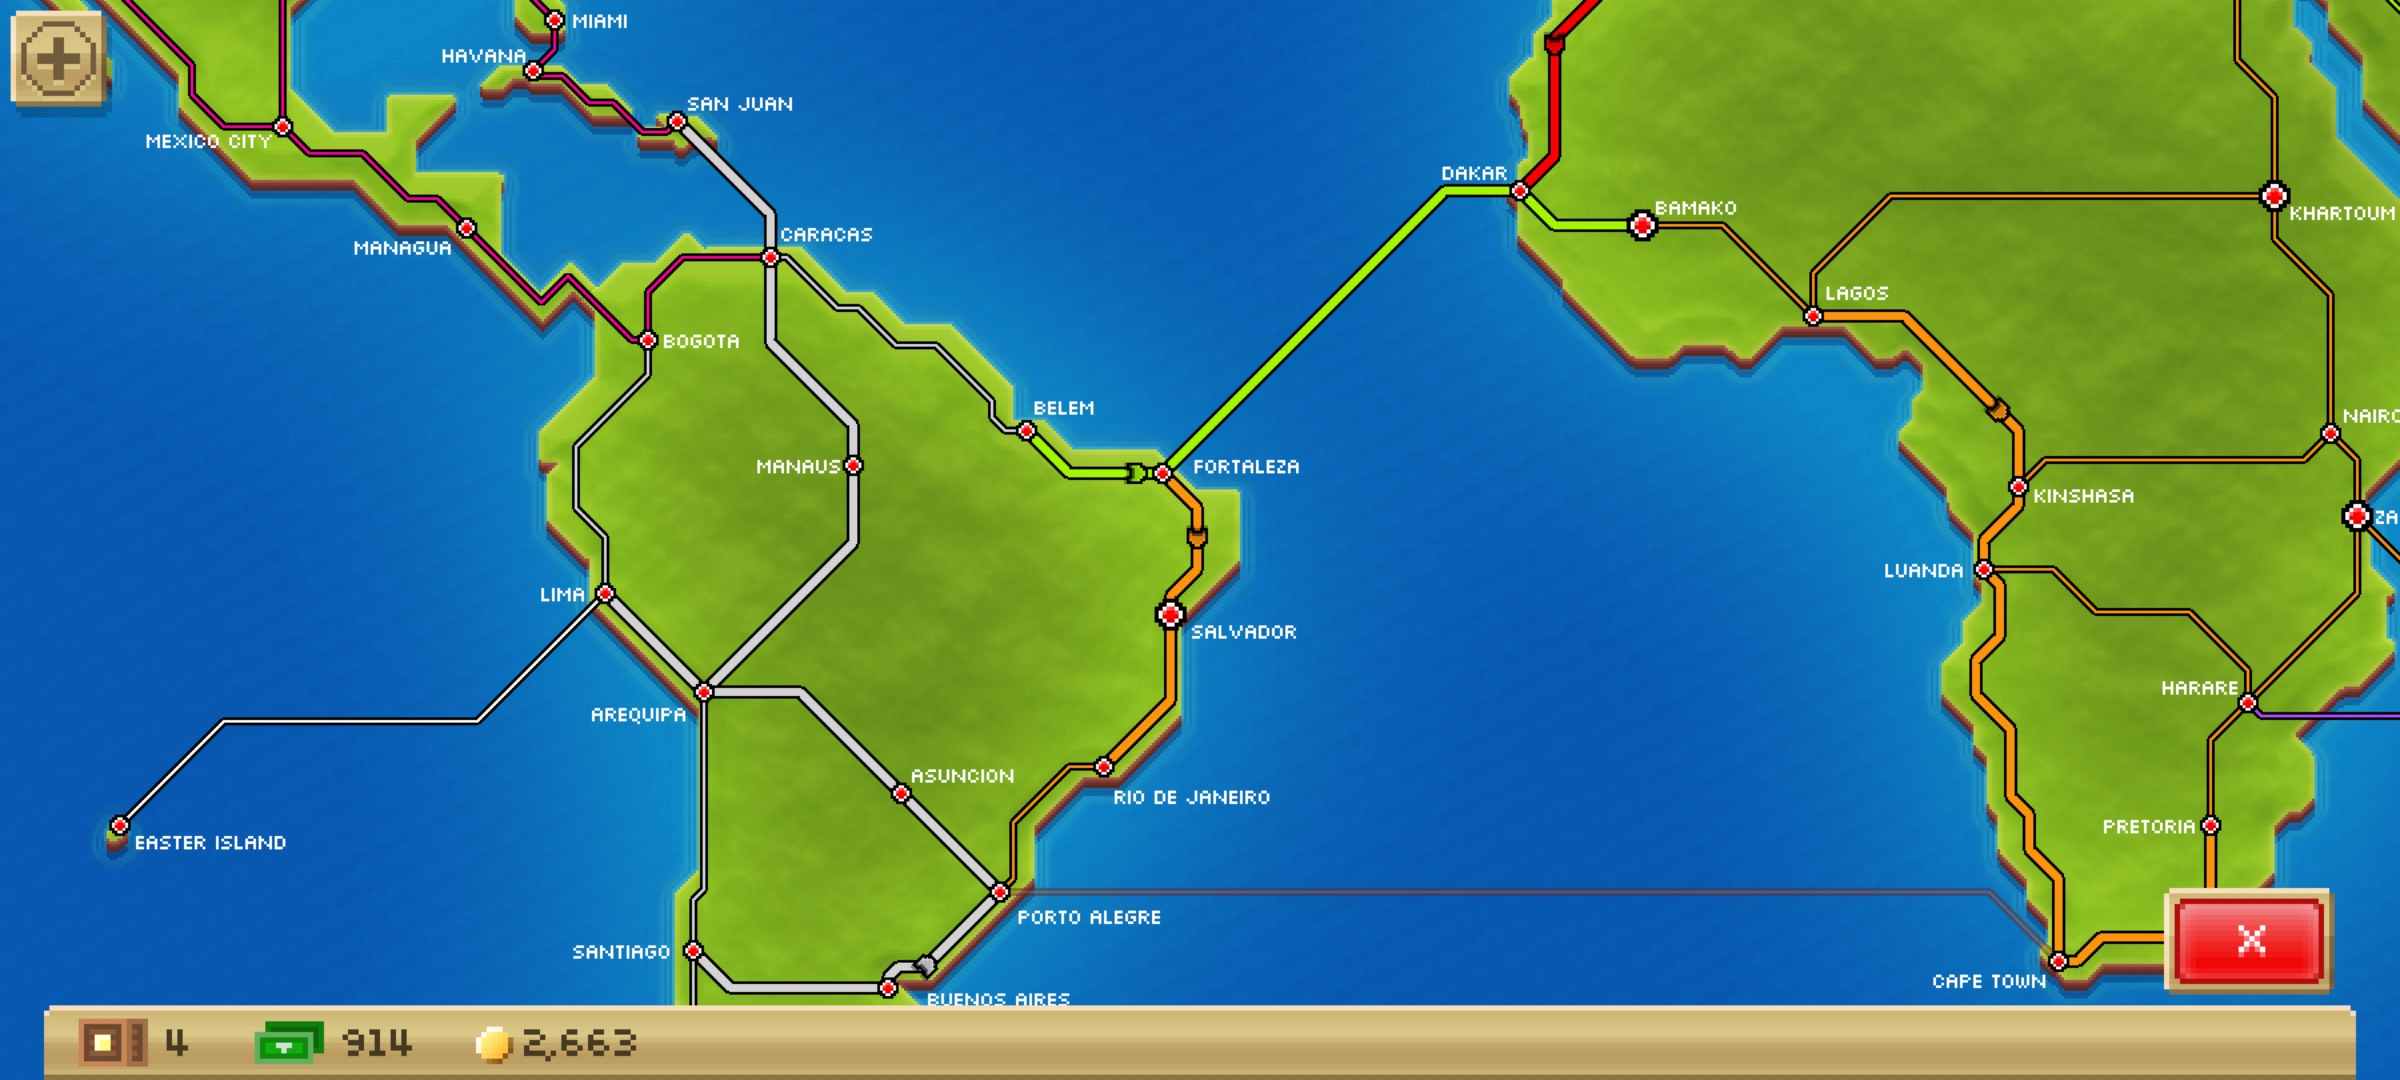 MIAMI
HAVANA
SAN JUAN
MEXICO CITY
DAKAR
BAMAKO
KHARTOUM
CARACAS
MANAGUA
LAGOS
BOGOTA
BELEM
NAIRO
MANAUS
FORTALEZA
KINSHASA
ZA
LUANDA
LIMA
SALVADOR
HARARE
AREQUIPA
ASUNCION
RIO DE JANEIRO
PRETORIA
EASTER ISLAND
PORTO ALEGRE
SANTIAGO
CAPE TOWN
BUENOS AIRES
4 914 2,663